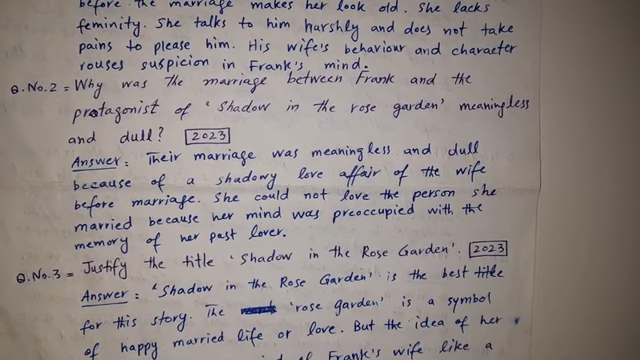 before the marriage makes her look old. She lacks
feminity. She talks to him harshly and does not take
pains to please him. His wife's behaviour and character
rouses suspicion in Frank's mind.
Q.No.2 = Why was the marriage between Frank and the
protagonist of 'Shadow in the rose garden' meaningless
and dull? 2023
Answer: Their marriage was meaningless and dull
because of a shadowy love affair of the wife
before marriage. She could not love the person she
married because her mind was preoccupied with the
memory of her past lover.
Q.No.3 = Justify the title 'Shadow in the Rose Garden'. 2023
Answer: 'Shadow in the Rose Garden' is the best title
for this story. The 'rose garden' is a symbol
of happy married life or love. But the idea of her
of Frank's wife like a